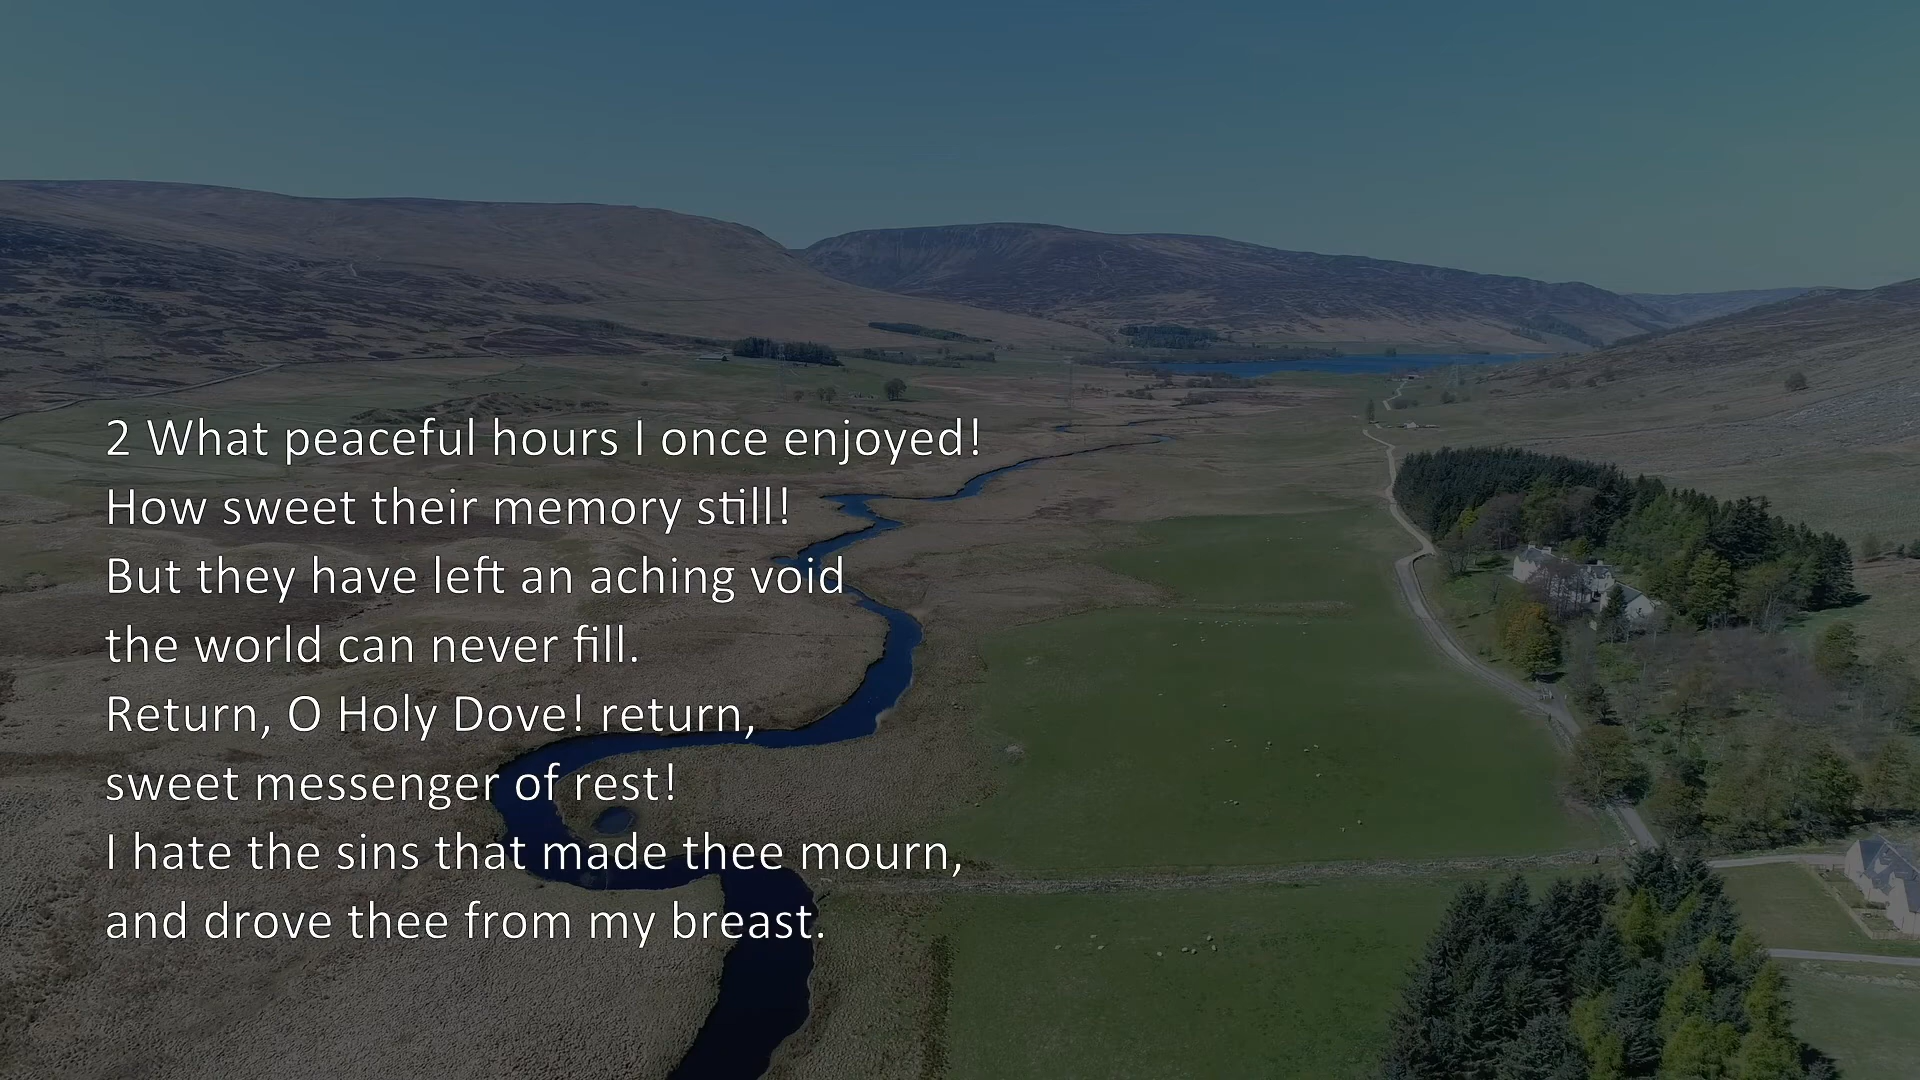 2 What peaceful hours I once enjoyed!
How sweet their memory still!
But they have left an aching void
the world can never fill.
Return, O Holy Dove! return,
sweet messenger of rest!
I hate the sins that made thee mourn,
and drove thee from my breast.